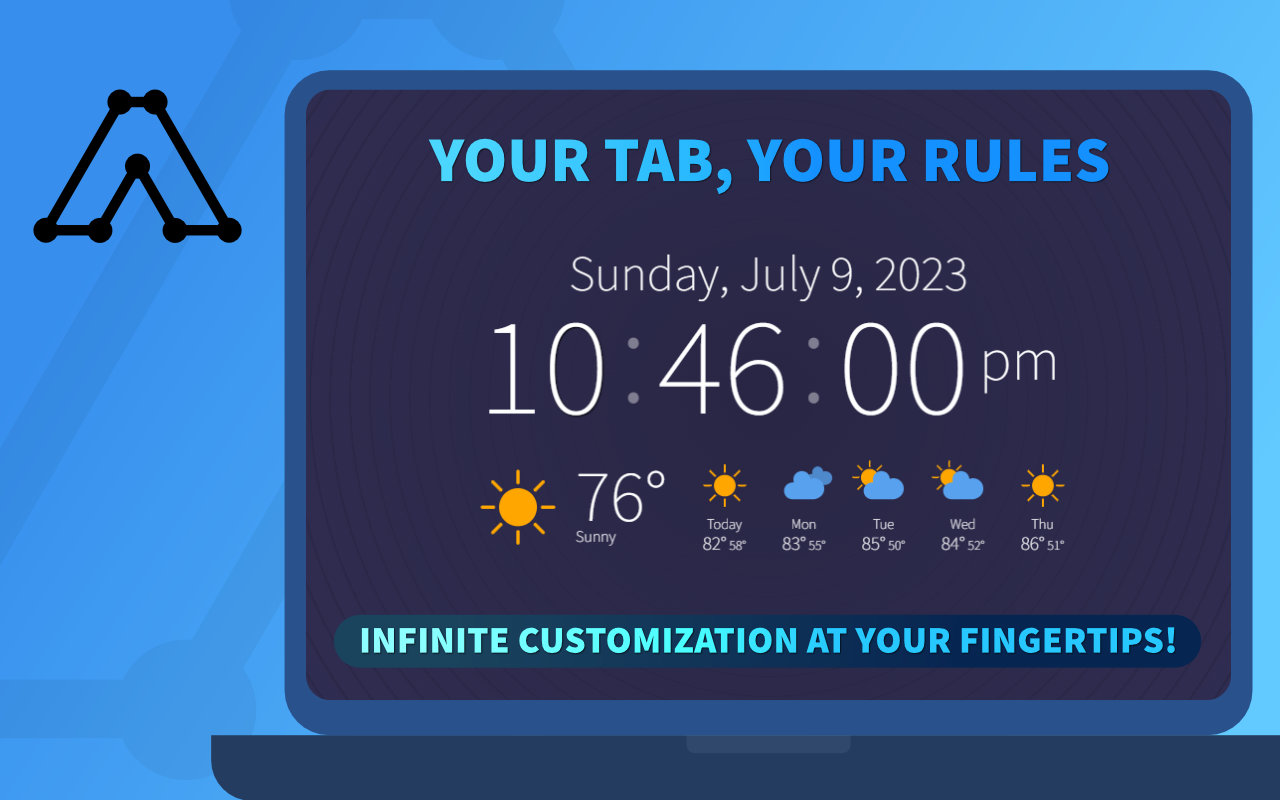 YOUR TAB, YOUR RULES
Sunday, July 9, 2023
10:46:00 pm
76°
Sunny
Today Mon Tue Wed Thu
82° 58° 83° 55° 85° 50° 84° 52° 86° 51°
INFINITE CUSTOMIZATION AT YOUR FINGERTIPS!